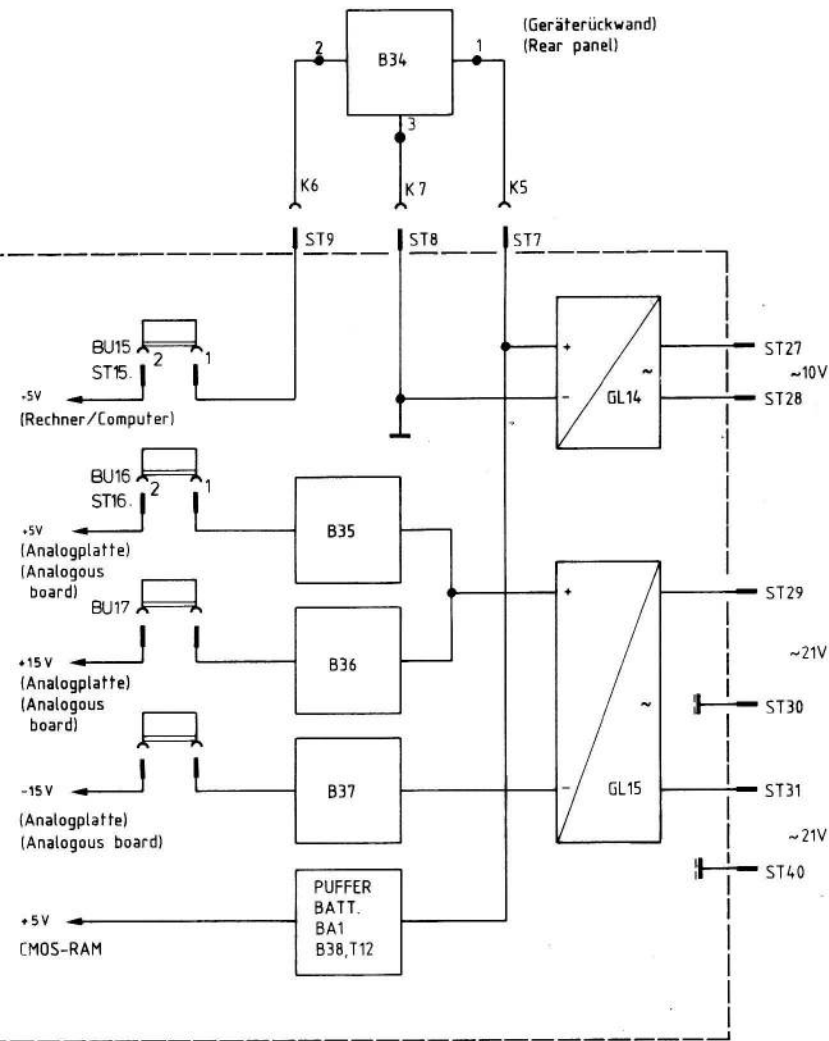 (Geräterückwand)
(Rear panel)
2
B34
1
3
K6
K7
K5
ST9
ST8
ST7
BU15
2
1
ST15.
+5V
(Rechner/Computer)
+
~
-
GL14
ST27
~10V
ST28
BU16
2
1
ST16.
+5V
(Analogplatte)
(Analogous
board)
B35
BU17
+15V
(Analogplatte)
(Analogous
board)
B36
-15V
(Analogplatte)
(Analogous board)
B37
+
~
-
GL15
ST29
~21V
ST30
ST31
~21V
ST40
PUFFER
BATT.
BA1
B38,T12
+5V
CMOS-RAM